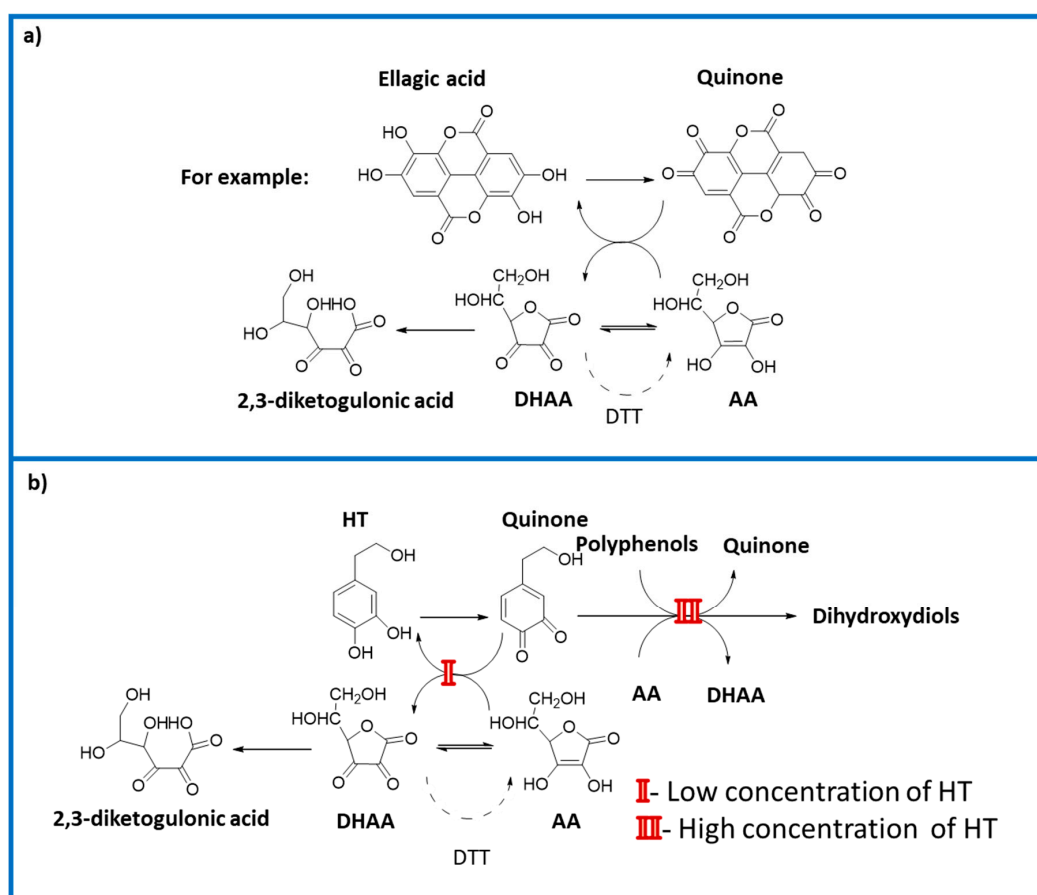 a)
Ellagic acid
Quinone
For example:
HO
O
O
HO
OH
O
O
OH
O
O
O
O
O
O
O
O
OH
OHHO
O
HO
O
O
2,3-diketogulonic acid
CH₂OH
HOHC
O
O
O
O
DHAA
DTT
CH₂OH
HOHC
O
O
HO
OH
AA
b)
HT
OH
OH
OH
Quinone
OH
O
O
Polyphenols
Quinone
III
Dihydroxydiols
AA
DHAA
II
OH
OHHO
O
HO
O
O
2,3-diketogulonic acid
CH₂OH
HOHC
O
O
O
O
DHAA
DTT
CH₂OH
HOHC
O
O
HO
OH
AA
II- Low concentration of HT
III- High concentration of HT